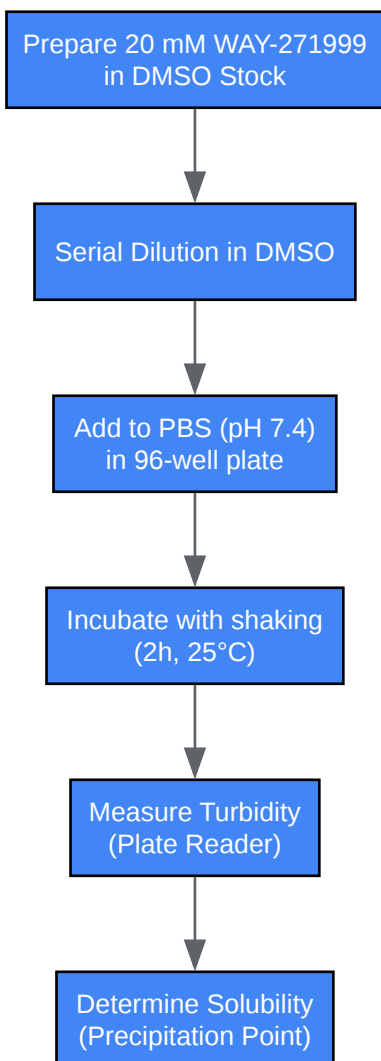 Prepare 20 mM WAY-271999
in DMSO Stock
Serial Dilution in DMSO
Add to PBS (pH 7.4)
in 96-well plate
Incubate with shaking
(2h, 25°C)
Measure Turbidity
(Plate Reader)
Determine Solubility
(Precipitation Point)